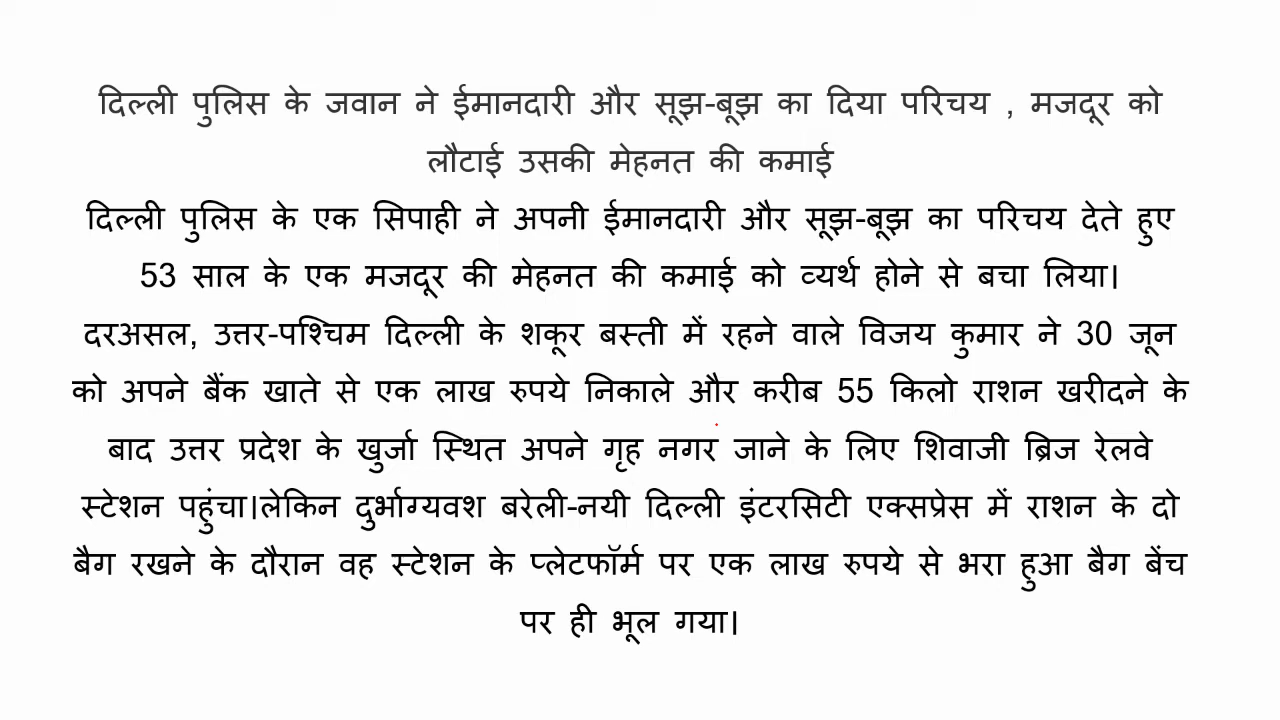 दिल्ली पुलिस के जवान ने ईमानदारी और सूझ-बूझ का दिया परिचय , मजदूर को
लौटाई उसकी मेहनत की कमाई
दिल्ली पुलिस के एक सिपाही ने अपनी ईमानदारी और सूझ-बूझ का परिचय देते हुए
53 साल के एक मजदूर की मेहनत की कमाई को व्यर्थ होने से बचा लिया।
दरअसल, उत्तर-पश्चिम दिल्ली के शकूर बस्ती में रहने वाले विजय कुमार ने 30 जून
को अपने बैंक खाते से एक लाख रुपये निकाले और करीब 55 किलो राशन खरीदने के
बाद उत्तर प्रदेश के खुर्जा स्थित अपने गृह नगर जाने के लिए शिवाजी ब्रिज रेलवे
स्टेशन पहुंचा।लेकिन दुर्भाग्यवश बरेली-नयी दिल्ली इंटरसिटी एक्सप्रेस में राशन के दो
बैग रखने के दौरान वह स्टेशन के प्लेटफॉर्म पर एक लाख रुपये से भरा हुआ बैग बेंच
पर ही भूल गया।